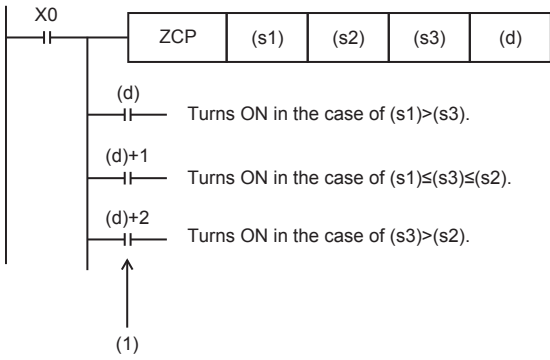 X0
ZCP (s1) (s2) (s3) (d)
(d)
Turns ON in the case of (s1)>(s3).
(d)+1
Turns ON in the case of (s1)≤(s3)≤(s2).
(d)+2
Turns ON in the case of (s3)>(s2).
(1)